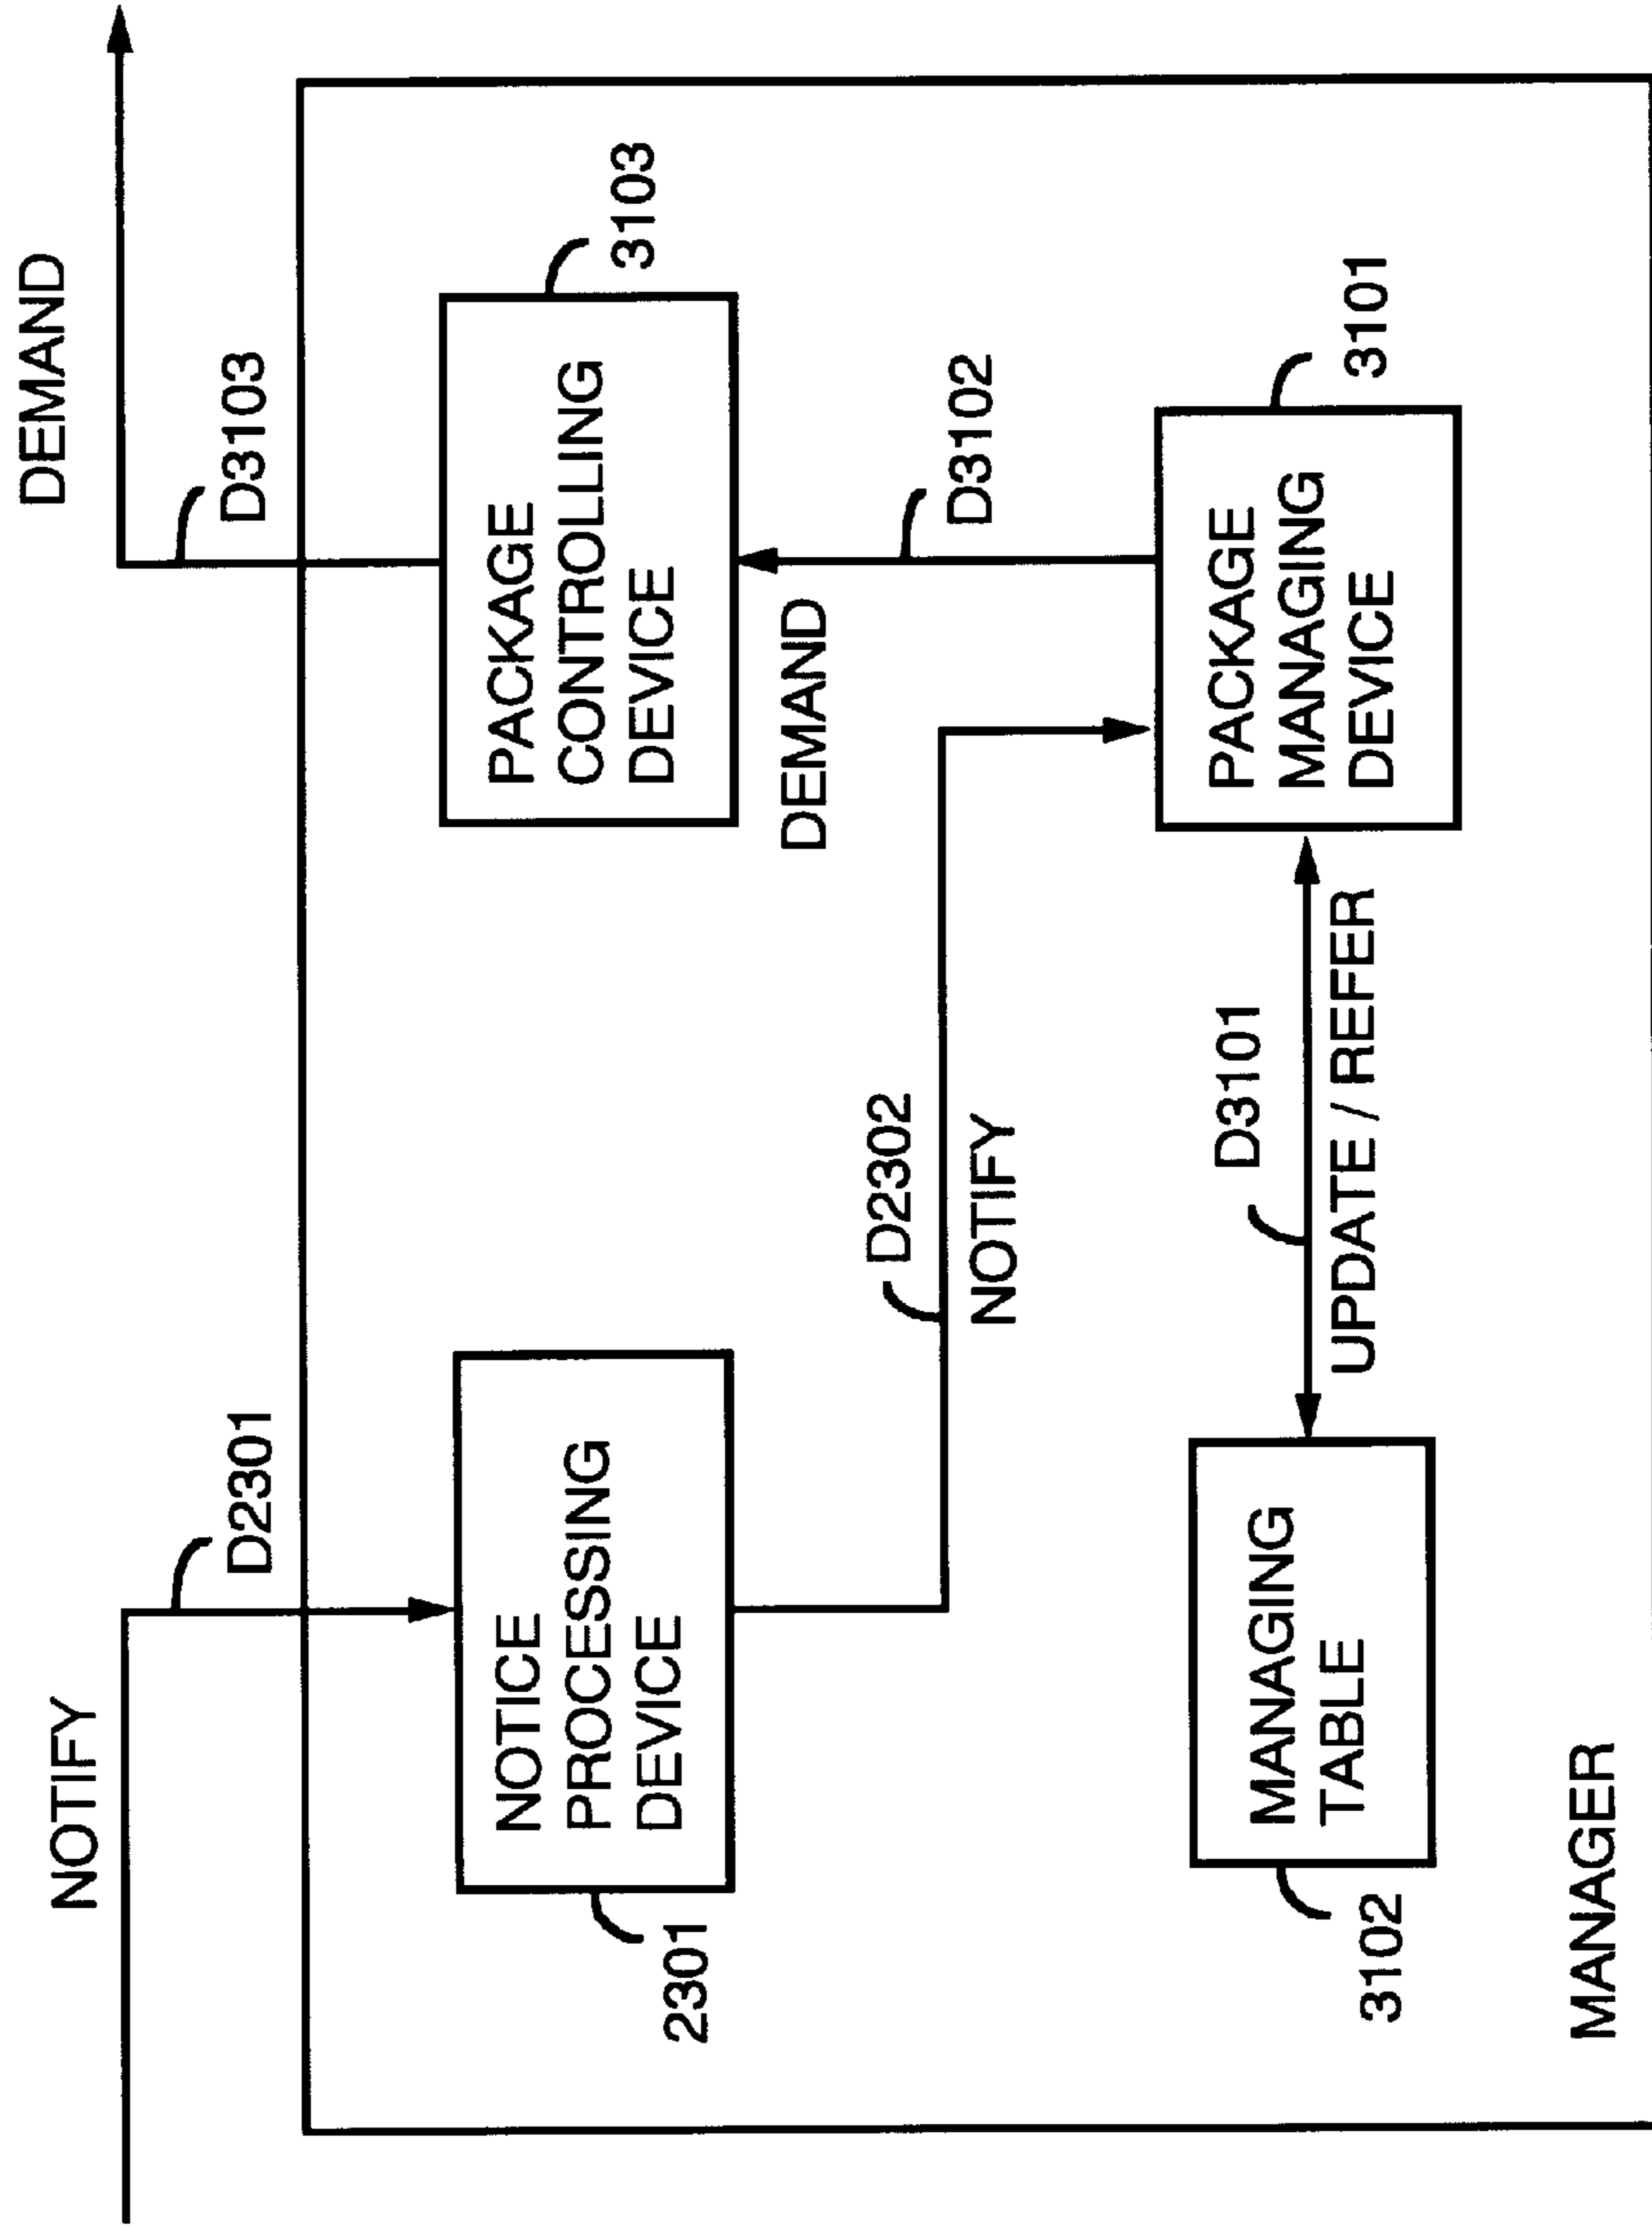 NOTIFY
DEMAND
D2301
D3103
NOTICE
PROCESSING
DEVICE
2301
PACKAGE
CONTROLLING
DEVICE
3103
DEMAND
D2302
NOTIFY
D3102
MANAGING
TABLE
3102
D3101
UPDATE / REFER
PACKAGE
MANAGING
DEVICE
3101
MANAGER